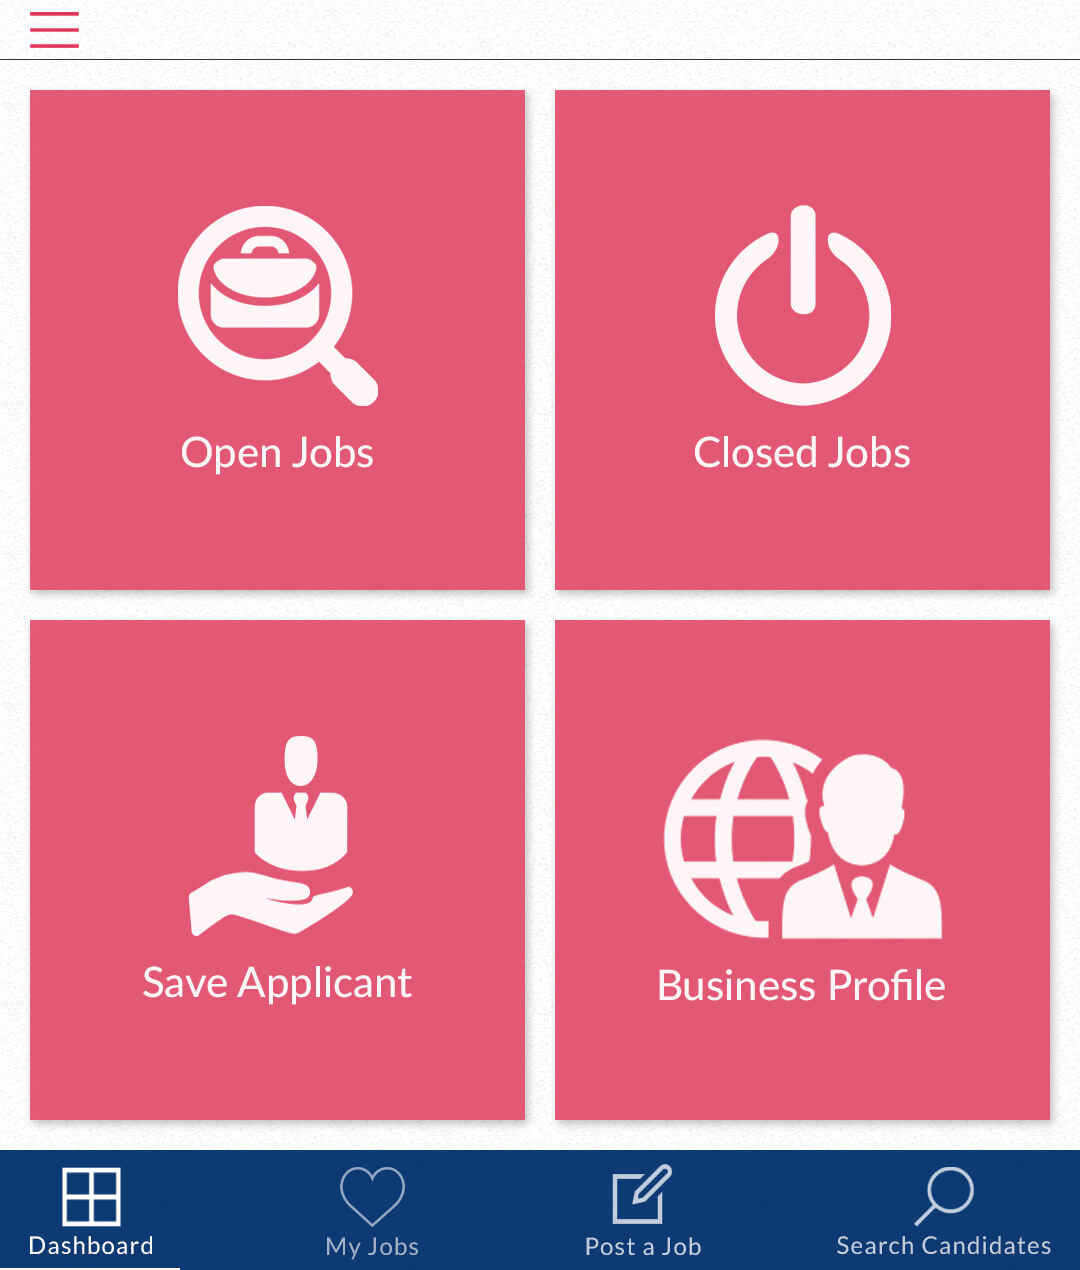 Open Jobs
Closed Jobs
Save Applicant
Business Profile
Dashboard
My Jobs
Post a Job
Search Candidates